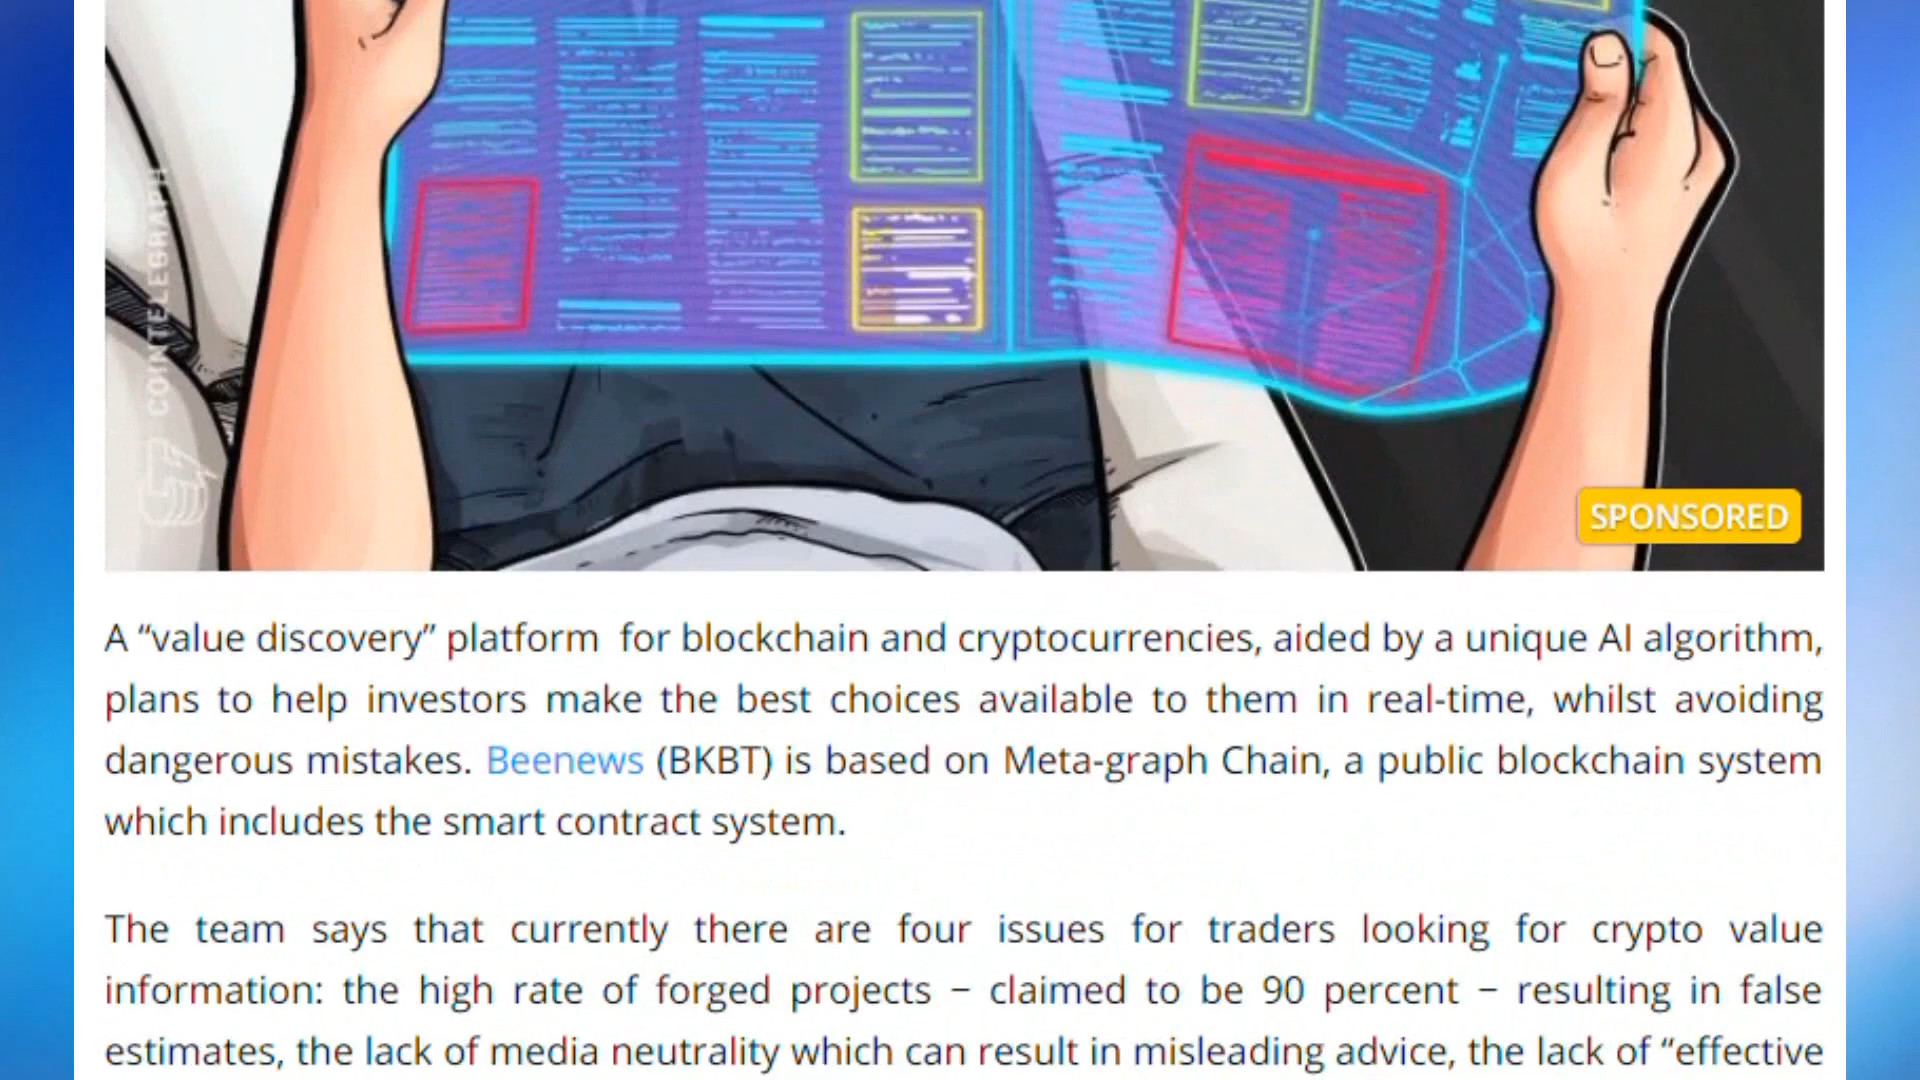 COINTELEGRAPH
SPONSORED
A “value discovery” platform for blockchain and cryptocurrencies, aided by a unique AI algorithm,
plans to help investors make the best choices available to them in real-time, whilst avoiding
dangerous mistakes. Beenews (BKBT) is based on Meta-graph Chain, a public blockchain system
which includes the smart contract system.
The team says that currently there are four issues for traders looking for crypto value
information: the high rate of forged projects – claimed to be 90 percent – resulting in false
estimates, the lack of media neutrality which can result in misleading advice, the lack of “effective